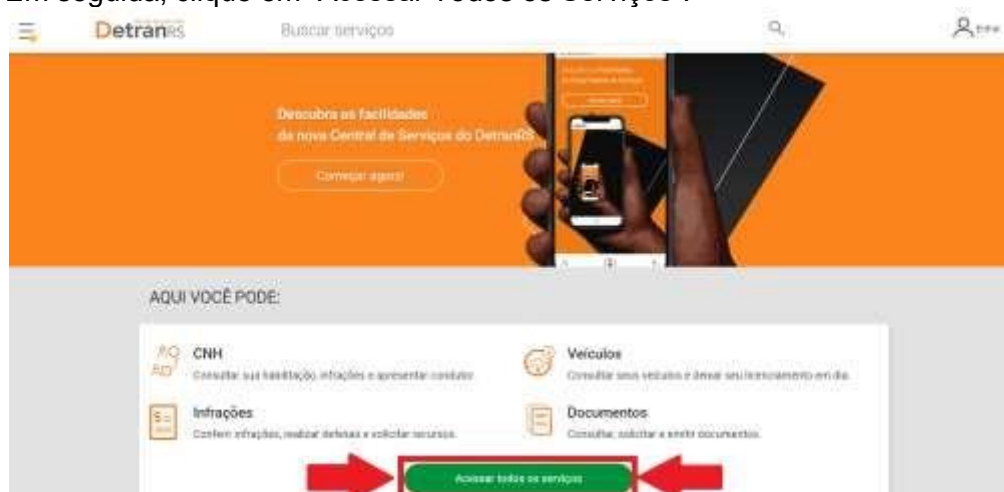 Em seguida, clique em "Acessar Todos os Serviços".
DetranRS
Buscar serviços
Entrar
Descubra as facilidades
da nova Central de Serviços do DetranRS
Começar agora!
AQUI VOCÊ PODE:
CNH
Consultar sua habilitação, infrações e apresentar condutor.
Veículos
Consultar seus veículos e deixar seu licenciamento em dia.
Infrações
Conferir infrações, realizar defesas e solicitar recursos.
Documentos
Consultar, solicitar e emitir documentos.
Acessar todos os serviços